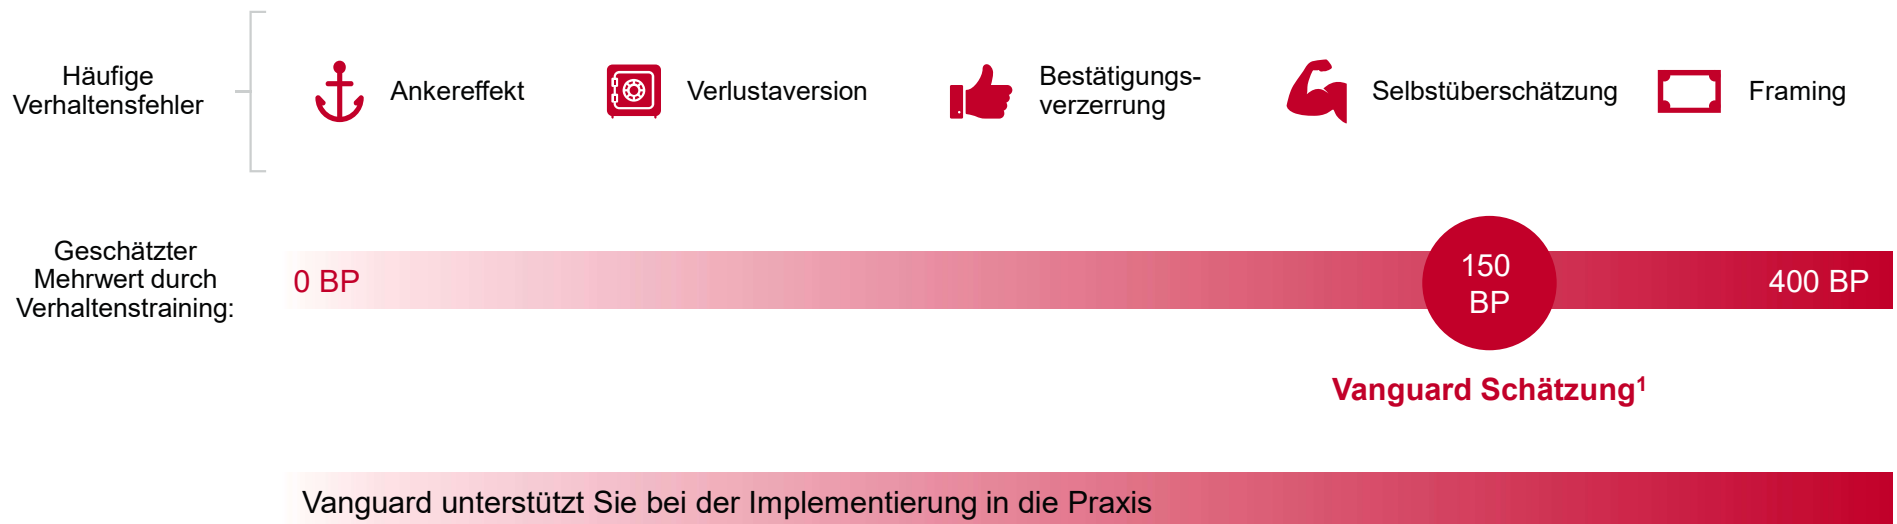 Häufige
Verhaltensfehler
Ankereffekt
Verlustaversion
Bestätigungs-
verzerrung
Selbstüberschätzung
Framing
Geschätzter
Mehrwert durch
Verhaltenstraining:
0 BP
150
BP
400 BP
Vanguard Schätzung¹
Vanguard unterstützt Sie bei der Implementierung in die Praxis